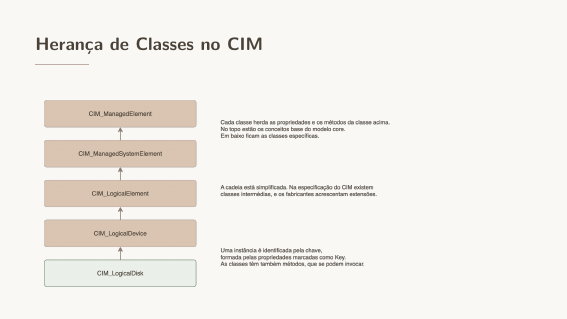 Herança de Classes no CIM
CIM_ManagedElement
CIM_ManagedSystemElement
CIM_LogicalElement
CIM_LogicalDevice
CIM_LogicalDisk
Cada classe herda as propriedades e os métodos da classe acima.
No topo estão os conceitos base do modelo core.
Em baixo ficam as classes específicas.
A cadeia está simplificada. Na especificação do CIM existem
classes intermédias, e os fabricantes acrescentam extensões.
Uma instância é identificada pela chave,
formada pelas propriedades marcadas como Key.
As classes têm também métodos, que se podem invocar.